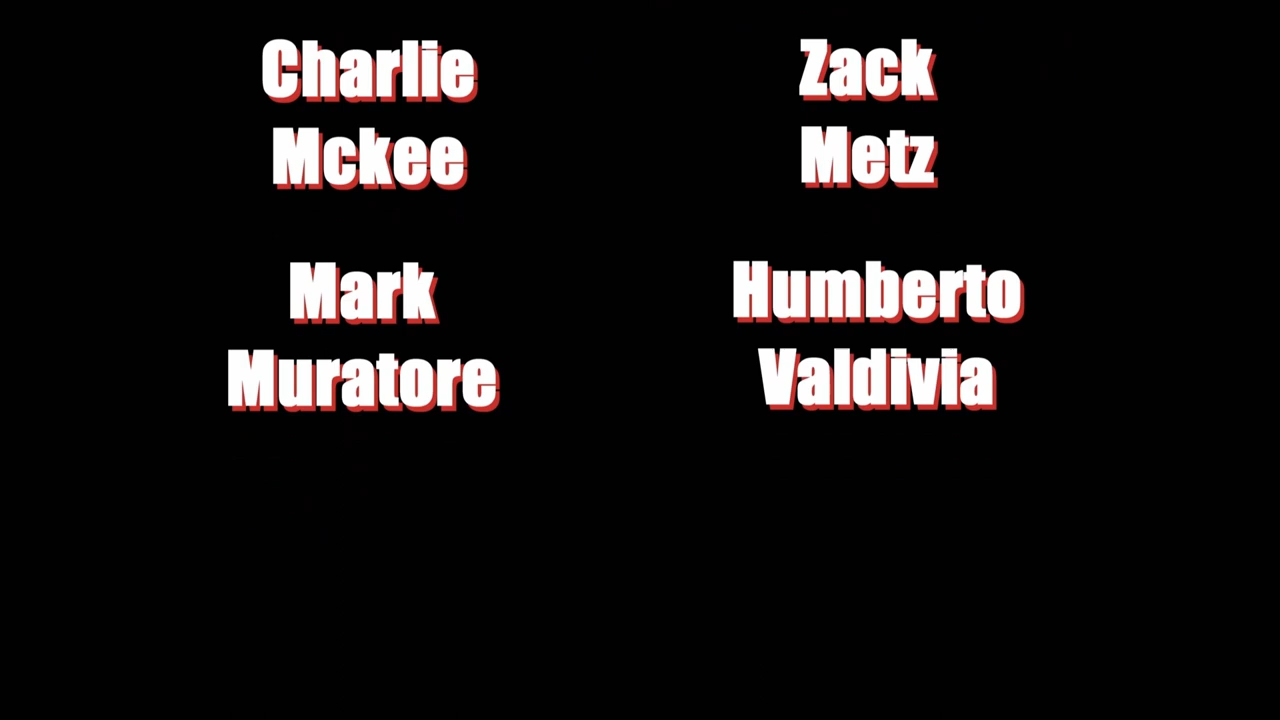 Charlie
Mckee
Zack
Metz
Mark
Muratore
Humberto
Valdivia